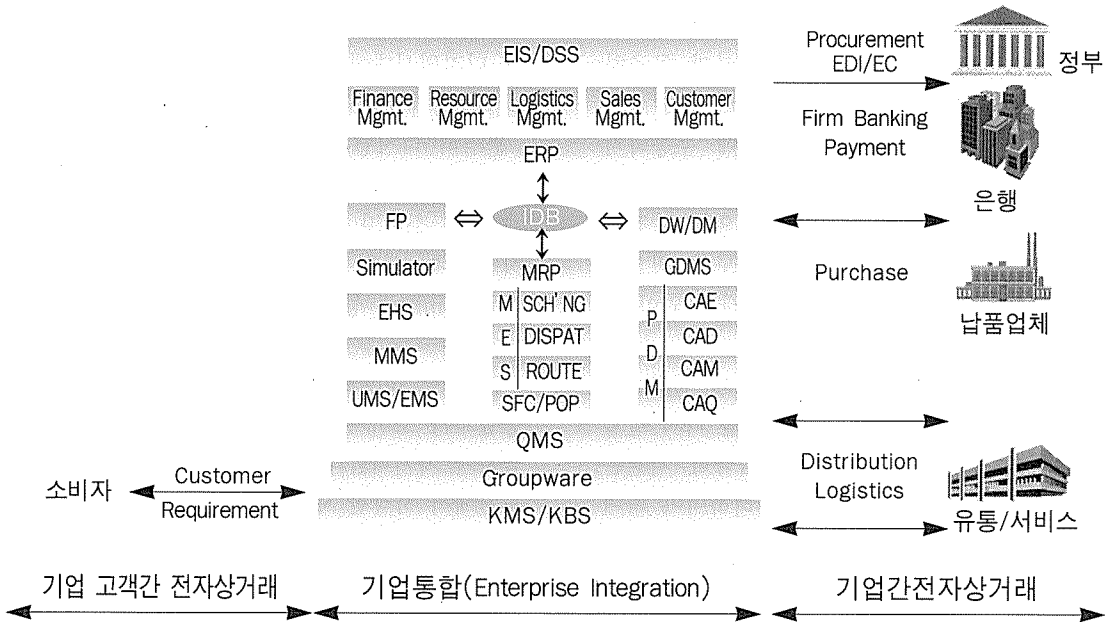 EIS/DSS
Finance Mgmt.
Resource Mgmt.
Logistics Mgmt.
Sales Mgmt.
Customer Mgmt.
ERP
FP
IDB
DW/DM
Simulator
MRP
GDMS
EHS
MMS
UMS/EMS
M
E
S
SCH'NG
DISPAT
ROUTE
SFC/POP
P
D
M
CAE
CAD
CAM
CAQ
QMS
Groupware
KMS/KBS
소비자
Customer
Requirement
Procurement
EDI/EC
정부
Firm Banking
Payment
은행
Purchase
납품업체
Distribution
Logistics
유통/서비스
기업 고객간 전자상거래
기업통합(Enterprise Integration)
기업간전자상거래